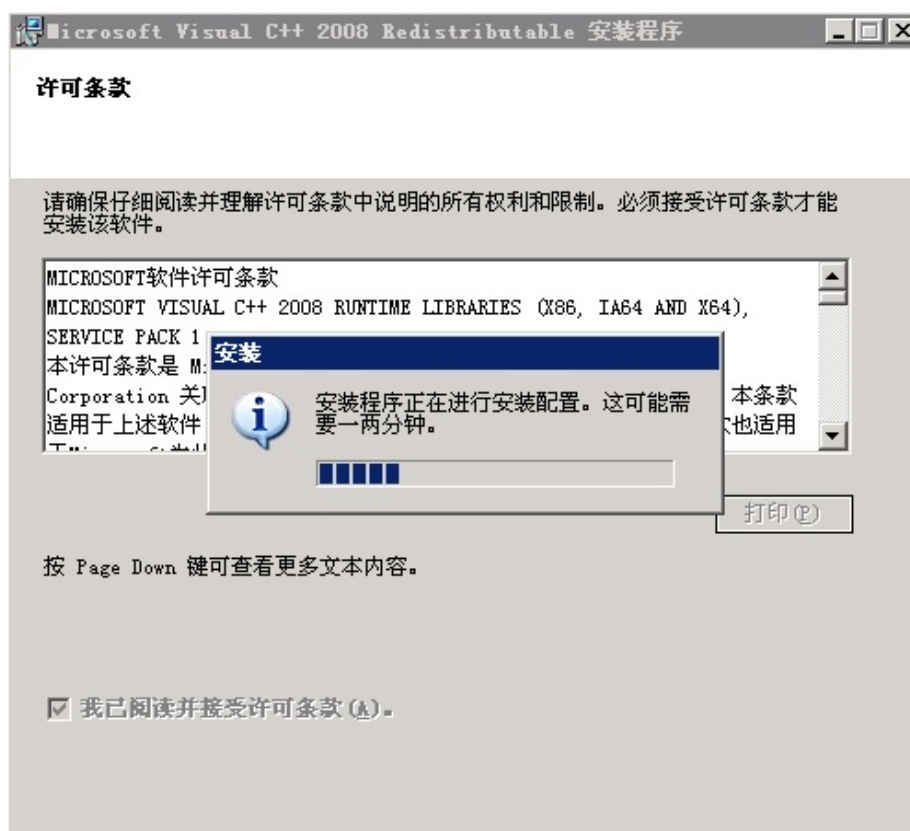 Microsoft Visual C++ 2008 Redistributable 安装程序
许可条款
请确保仔细阅读并理解许可条款中说明的所有权利和限制。必须接受许可条款才能
安装该软件。
MICROSOFT软件许可条款
MICROSOFT VISUAL C++ 2008 RUNTIME LIBRARIES (X86, IA64 AND X64),
SERVICE PACK 1
本许可条款是
Corporation 本条款
适用于上述软件 也适用
安装
安装程序正在进行安装配置。这可能需
要一两分钟。
打印(P)
按 Page Down 键可查看更多文本内容。
我已阅读并接受许可条款(A)。